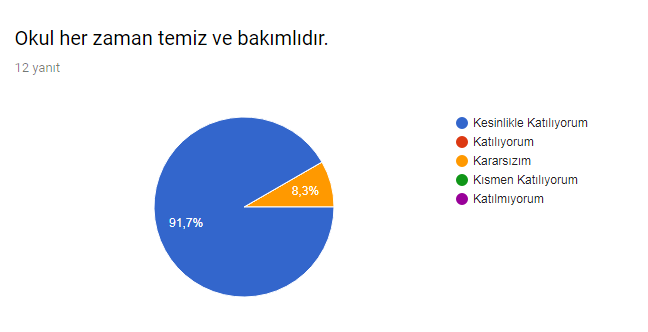 Okul her zaman temiz ve bakımlıdır.
12 yanıt
Kesinlikle Katılıyorum
Katılıyorum
Kararsızım
Kısmen Katılıyorum
Katılmıyorum
8,3%
91,7%